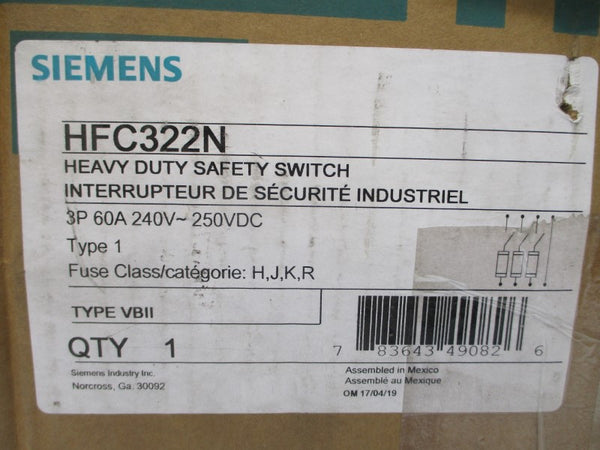 SIEMENS
HFC322N
HEAVY DUTY SAFETY SWITCH
INTERRUPTEUR DE SÉCURITÉ INDUSTRIEL
3P 60A 240V~ 250VDC
Type 1
Fuse Class/catégorie: H,J,K,R
TYPE VBII
QTY 1
7 83643 49082 6
Siemens Industry Inc.
Norcross, Ga. 30092
Assembled in Mexico
Assemblé au Mexique
OM 17/04/19